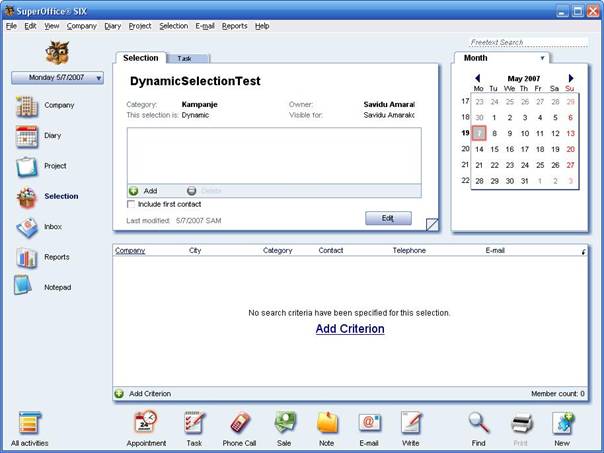 SuperOffice® SIX
File Edit View Company Diary Project Selection E-mail Reports Help
Freetext Search
Monday 5/7/2007
Company
Diary
Project
Selection
Inbox
Reports
Notepad
Selection Task
DynamicSelectionTest
Category: Kampanje Owner: Savidu Amaral
This selection is: Dynamic Visible for: Savidu Amarak
Add Delete
Include first contact
Last modified: 5/7/2007 SAM
Edit
Month
May 2007
Mo Tu We Th Fr Sa Su
17 23 24 25 26 27 28 29
18 30 1 2 3 4 5 6
19 7 8 9 10 11 12 13
20 14 15 16 17 18 19 20
21 21 22 23 24 25 26 27
22 28 29 30 31 1 2 3
Company City Category Contact Telephone E-mail
No search criteria have been specified for this selection.
Add Criterion
Add Criterion Member count: 0
All activities Appointment Task Phone Call Sale Note E-mail Write Find Print New